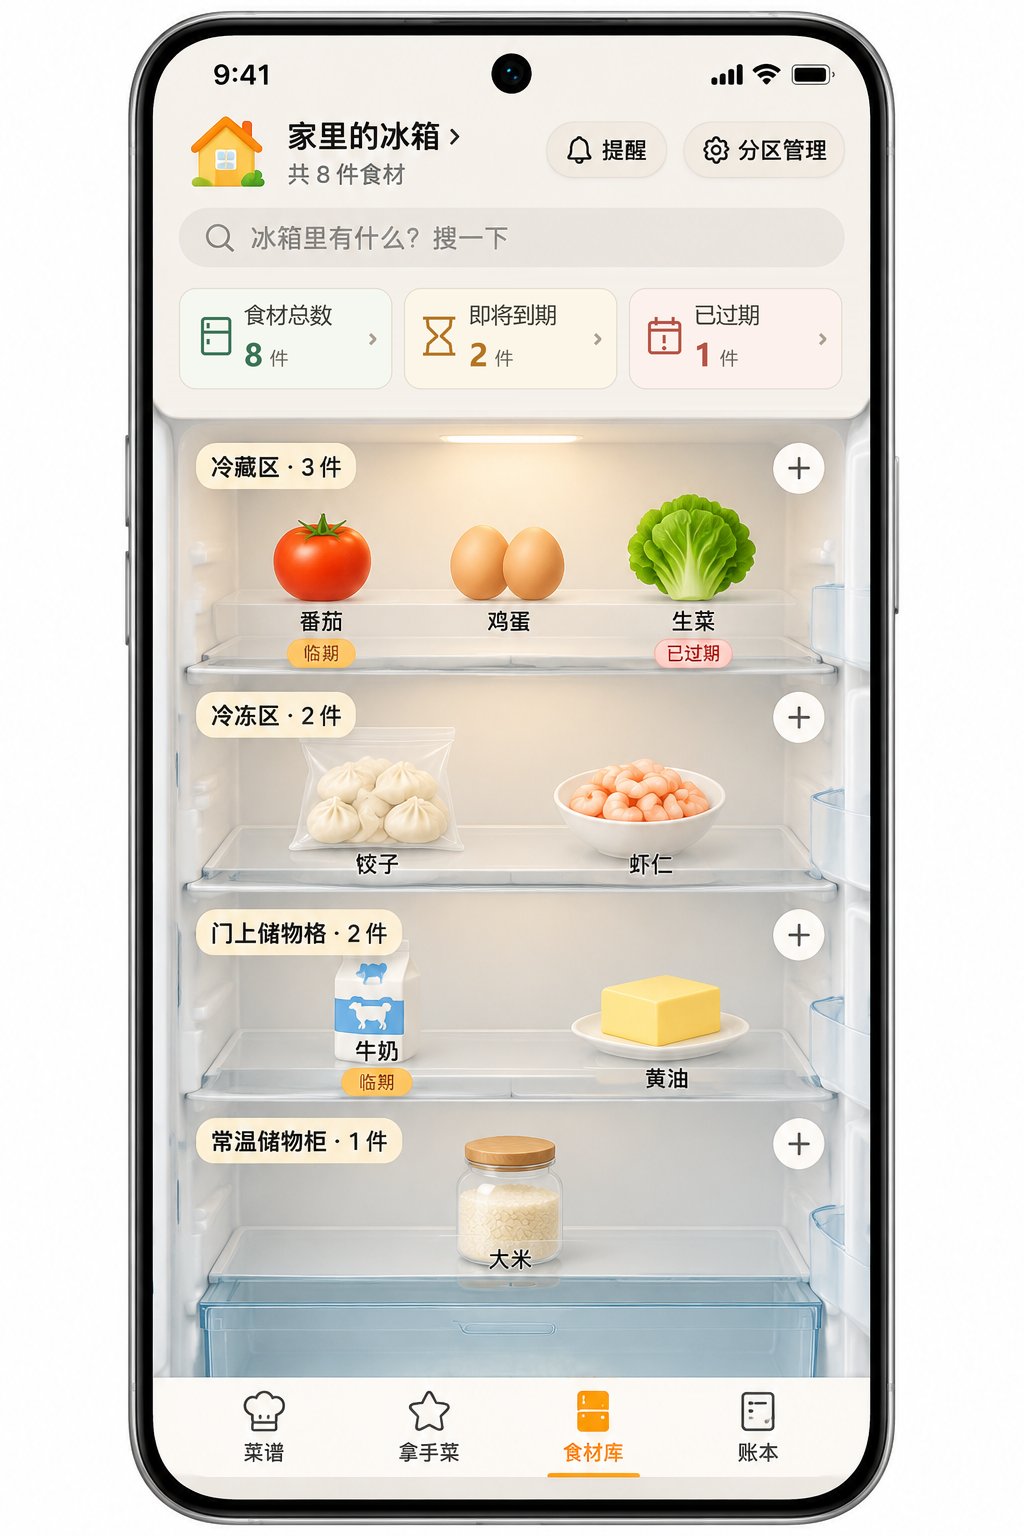 9:41
家里的冰箱
共 8 件食材
提醒
分区管理
冰箱里有什么？搜一下
食材总数
8 件
即将到期
2 件
已过期
1 件
冷藏区 · 3 件
番茄
鸡蛋
生菜
临期
已过期
冷冻区 · 2 件
饺子
虾仁
门上储物格 · 2 件
牛奶
黄油
临期
常温储物柜 · 1 件
大米
菜谱
拿手菜
食材库
账本